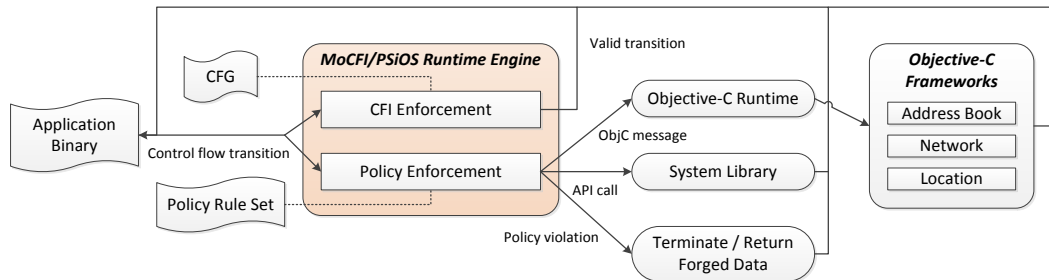 Valid transition
MoCFI/PSiOS Runtime Engine
Objective-C
Frameworks
CFG
CFI Enforcement
Objective-C Runtime
Address Book
Application
Binary
ObjC message
Network
Control flow transition
Policy Enforcement
System Library
Location
API call
Policy Rule Set
Policy violation
Terminate / Return
Forged Data